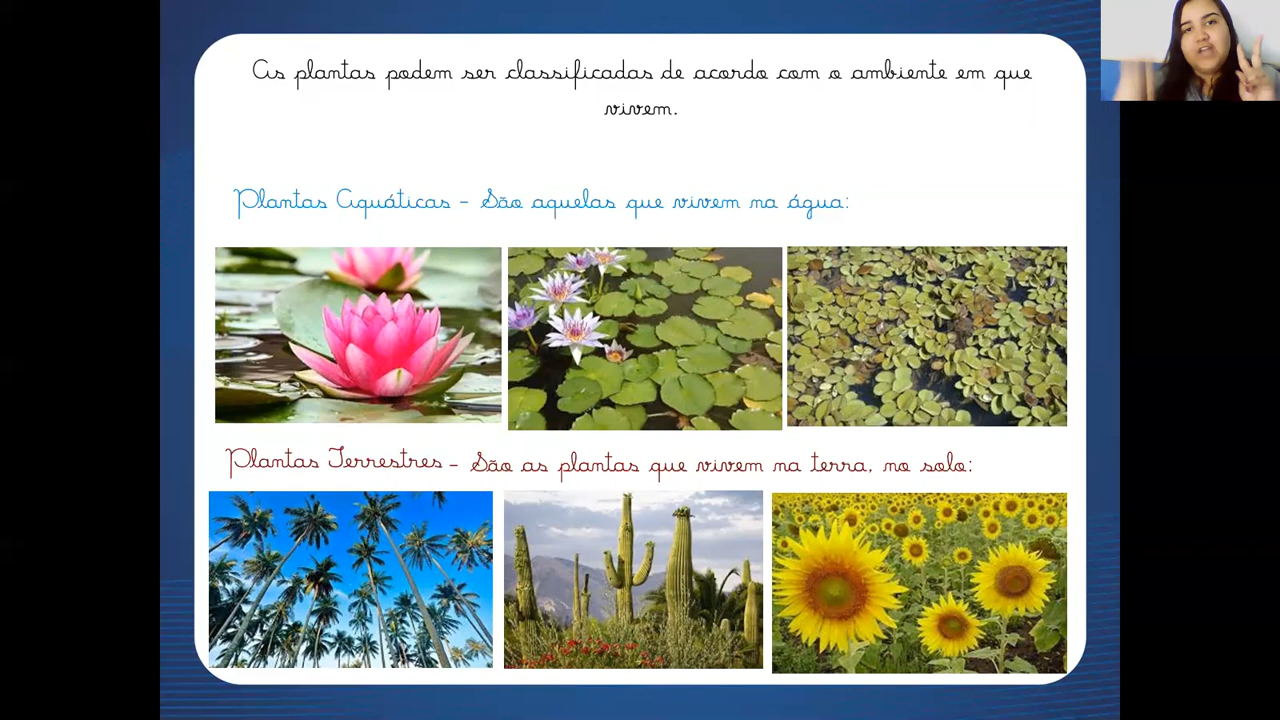 As plantas podem ser classificadas de acordo com o ambiente em que
vivem.
Plantas Aquáticas - São aquelas que vivem na água:
Plantas Terrestres - São as plantas que vivem na terra, no solo: